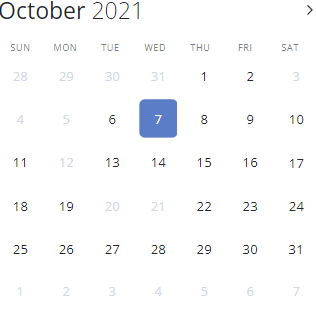 October 2021
SUN MON TUE WED THU FRI SAT
28 29 30 31 1 2 3
4 5 6 7 8 9 10
11 12 13 14 15 16 17
18 19 20 21 22 23 24
25 26 27 28 29 30 31
1 2 3 4 5 6 7